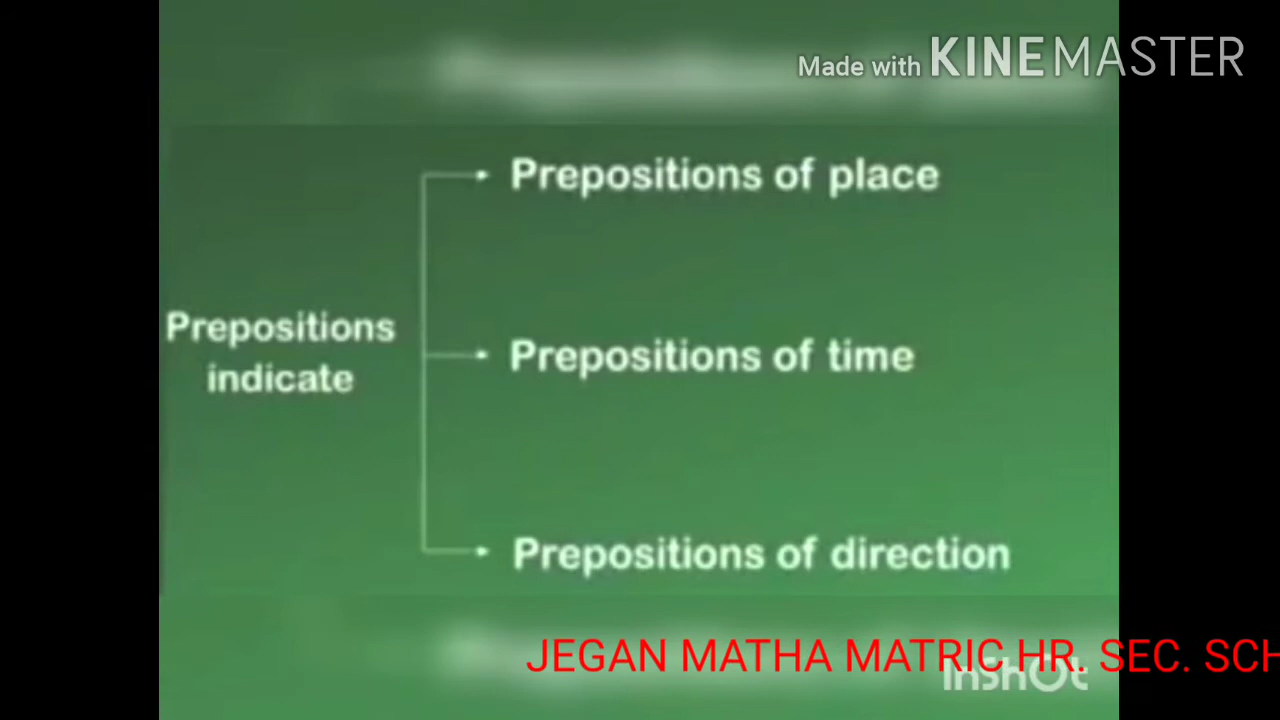 Made with KINEMASTER
Prepositions of place
Prepositions
indicate
Prepositions of time
Prepositions of direction
JEGAN MATHA MATRIC HR. SEC. SCH
InShOt